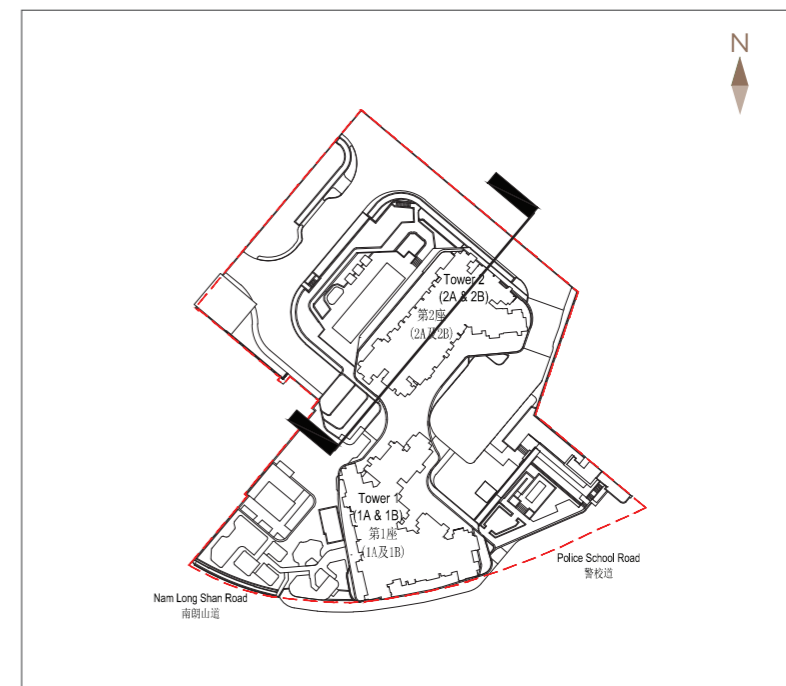 N
Tower 2
(2A & 2B)
第2座
(2A及2B)
Tower 1
(1A & 1B)
第1座
(1A及1B)
Police School Road
警校道
Nam Long Shan Road
南朗山道